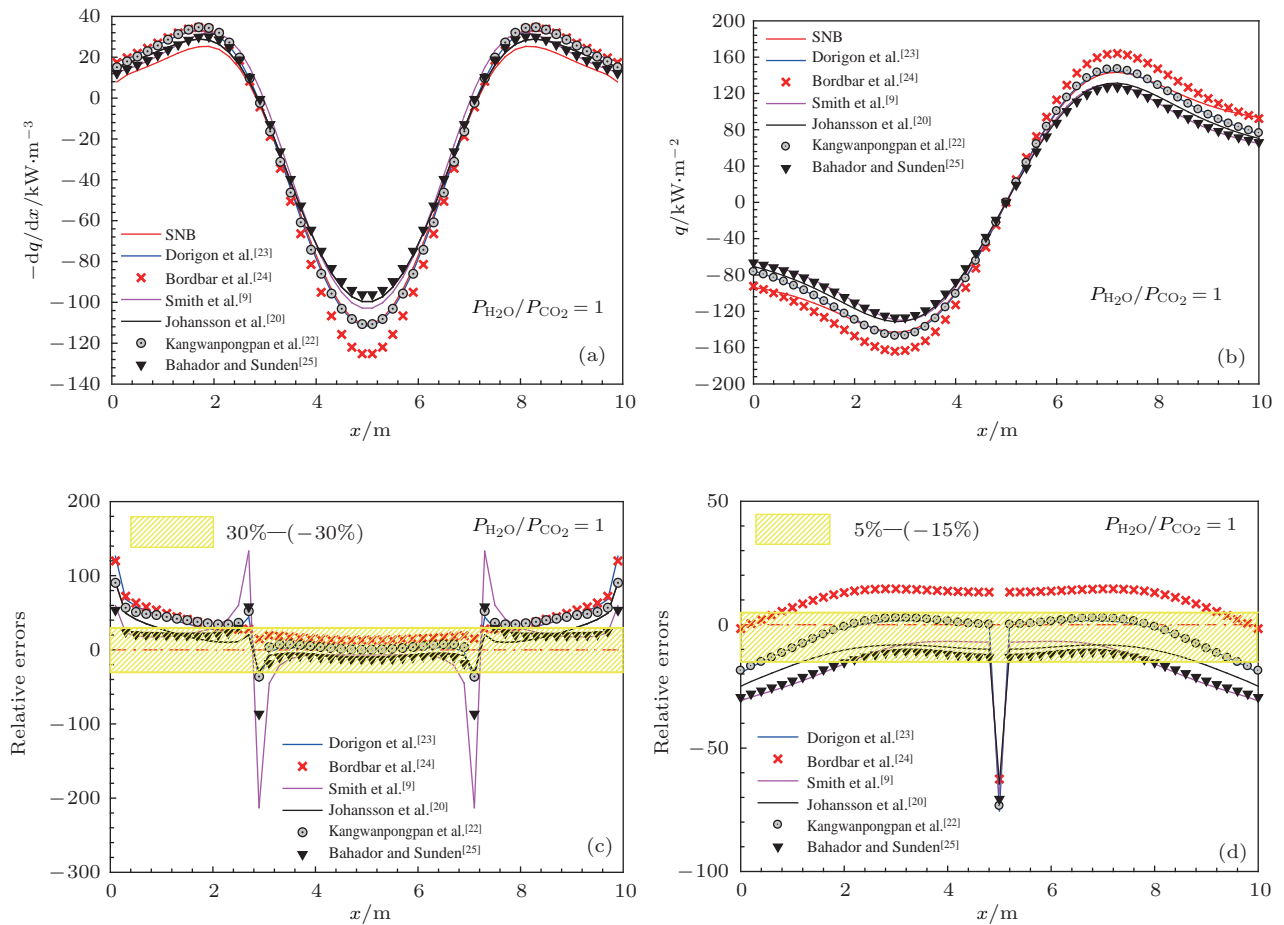 40
20
0
−20
−40
−60
−80
−100
−120
−140
−dq/dx/kW·m−3
SNB
Dorigon et al.[23]
Bordbar et al.[24]
Smith et al.[9]
Johansson et al.[20]
Kangwanpongpan et al.[22]
Bahador and Sunden[25]
PH2O/PCO2 = 1
(a)
0 2 4 6 8 10
x/m
200
160
120
80
40
0
−40
−80
−120
−160
−200
q/kW·m−2
SNB
Dorigon et al.[23]
Bordbar et al.[24]
Smith et al.[9]
Johansson et al.[20]
Kangwanpongpan et al.[22]
Bahador and Sunden[25]
PH2O/PCO2 = 1
(b)
0 2 4 6 8 10
x/m
200
100
0
−100
−200
−300
Relative errors
30%—(−30%)
PH2O/PCO2 = 1
Dorigon et al.[23]
Bordbar et al.[24]
Smith et al.[9]
Johansson et al.[20]
Kangwanpongpan et al.[22]
Bahador and Sunden[25]
(c)
0 2 4 6 8 10
x/m
50
0
−50
−100
Relative errors
5%—(−15%)
PH2O/PCO2 = 1
Dorigon et al.[23]
Bordbar et al.[24]
Smith et al.[9]
Johansson et al.[20]
Kangwanpongpan et al.[22]
Bahador and Sunden[25]
(d)
0 2 4 6 8 10
x/m